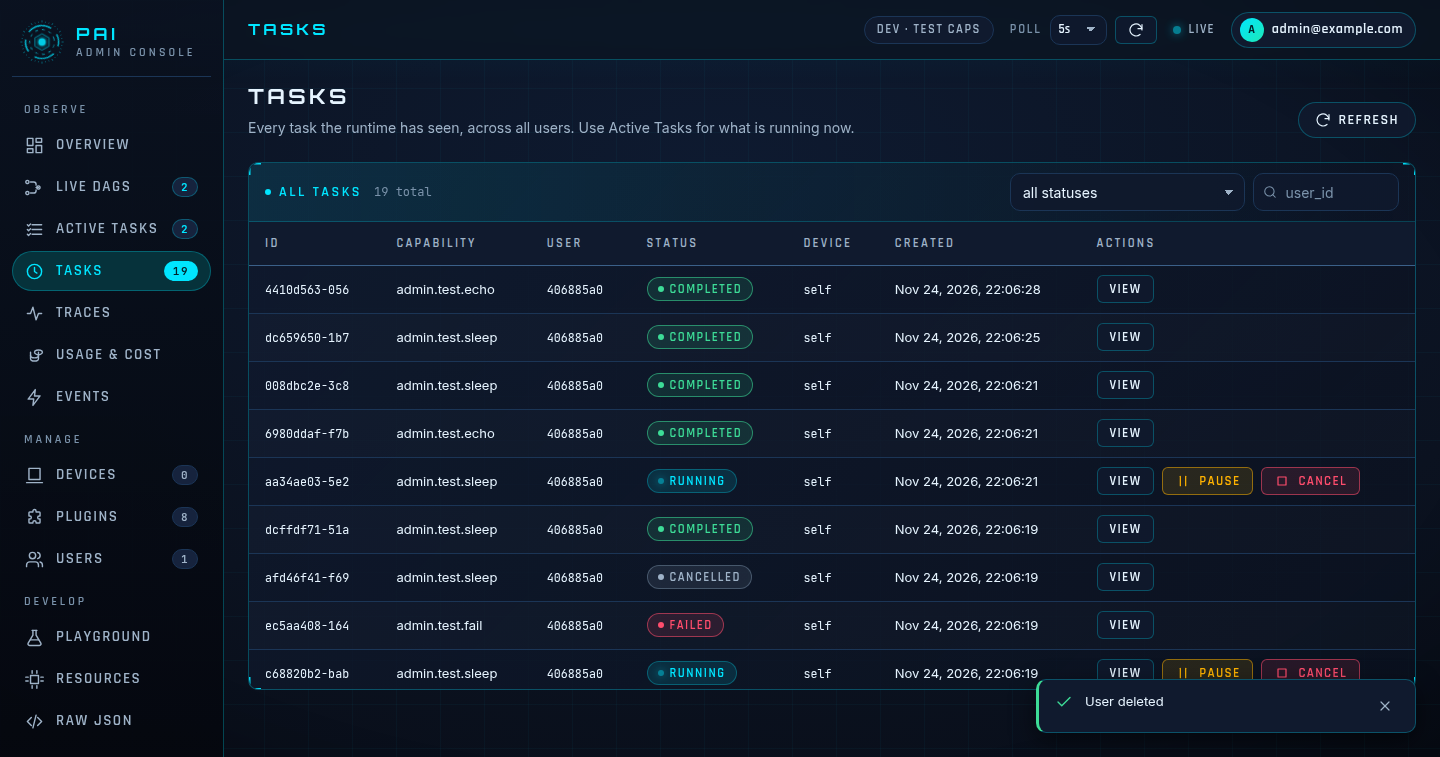 PAI
ADMIN CONSOLE
OBSERVE
OVERVIEW
LIVE DAGS 2
ACTIVE TASKS 2
TASKS 19
TRACES
USAGE & COST
EVENTS
MANAGE
DEVICES 0
PLUGINS 8
USERS 1
DEVELOP
PLAYGROUND
RESOURCES
RAW JSON
TASKS DEV · TEST CAPS POLL 5s LIVE A admin@example.com
TASKS
Every task the runtime has seen, across all users. Use Active Tasks for what is running now.
REFRESH
ALL TASKS 19 total all statuses user_id
ID CAPABILITY USER STATUS DEVICE CREATED ACTIONS
4410d563-056 admin.test.echo 406885a0 COMPLETED self Nov 24, 2026, 22:06:28 VIEW
dc659650-1b7 admin.test.sleep 406885a0 COMPLETED self Nov 24, 2026, 22:06:25 VIEW
008dbc2e-3c8 admin.test.sleep 406885a0 COMPLETED self Nov 24, 2026, 22:06:21 VIEW
6980ddaf-f7b admin.test.echo 406885a0 COMPLETED self Nov 24, 2026, 22:06:21 VIEW
aa34ae03-5e2 admin.test.sleep 406885a0 RUNNING self Nov 24, 2026, 22:06:21 VIEW PAUSE CANCEL
dcffdf71-51a admin.test.sleep 406885a0 COMPLETED self Nov 24, 2026, 22:06:19 VIEW
afd46f41-f69 admin.test.sleep 406885a0 CANCELLED self Nov 24, 2026, 22:06:19 VIEW
ec5aa408-164 admin.test.fail 406885a0 FAILED self Nov 24, 2026, 22:06:19 VIEW
c68820b2-bab admin.test.sleep 406885a0 RUNNING self Nov 24, 2026, 22:06:19 VIEW PAUSE CANCEL
User deleted